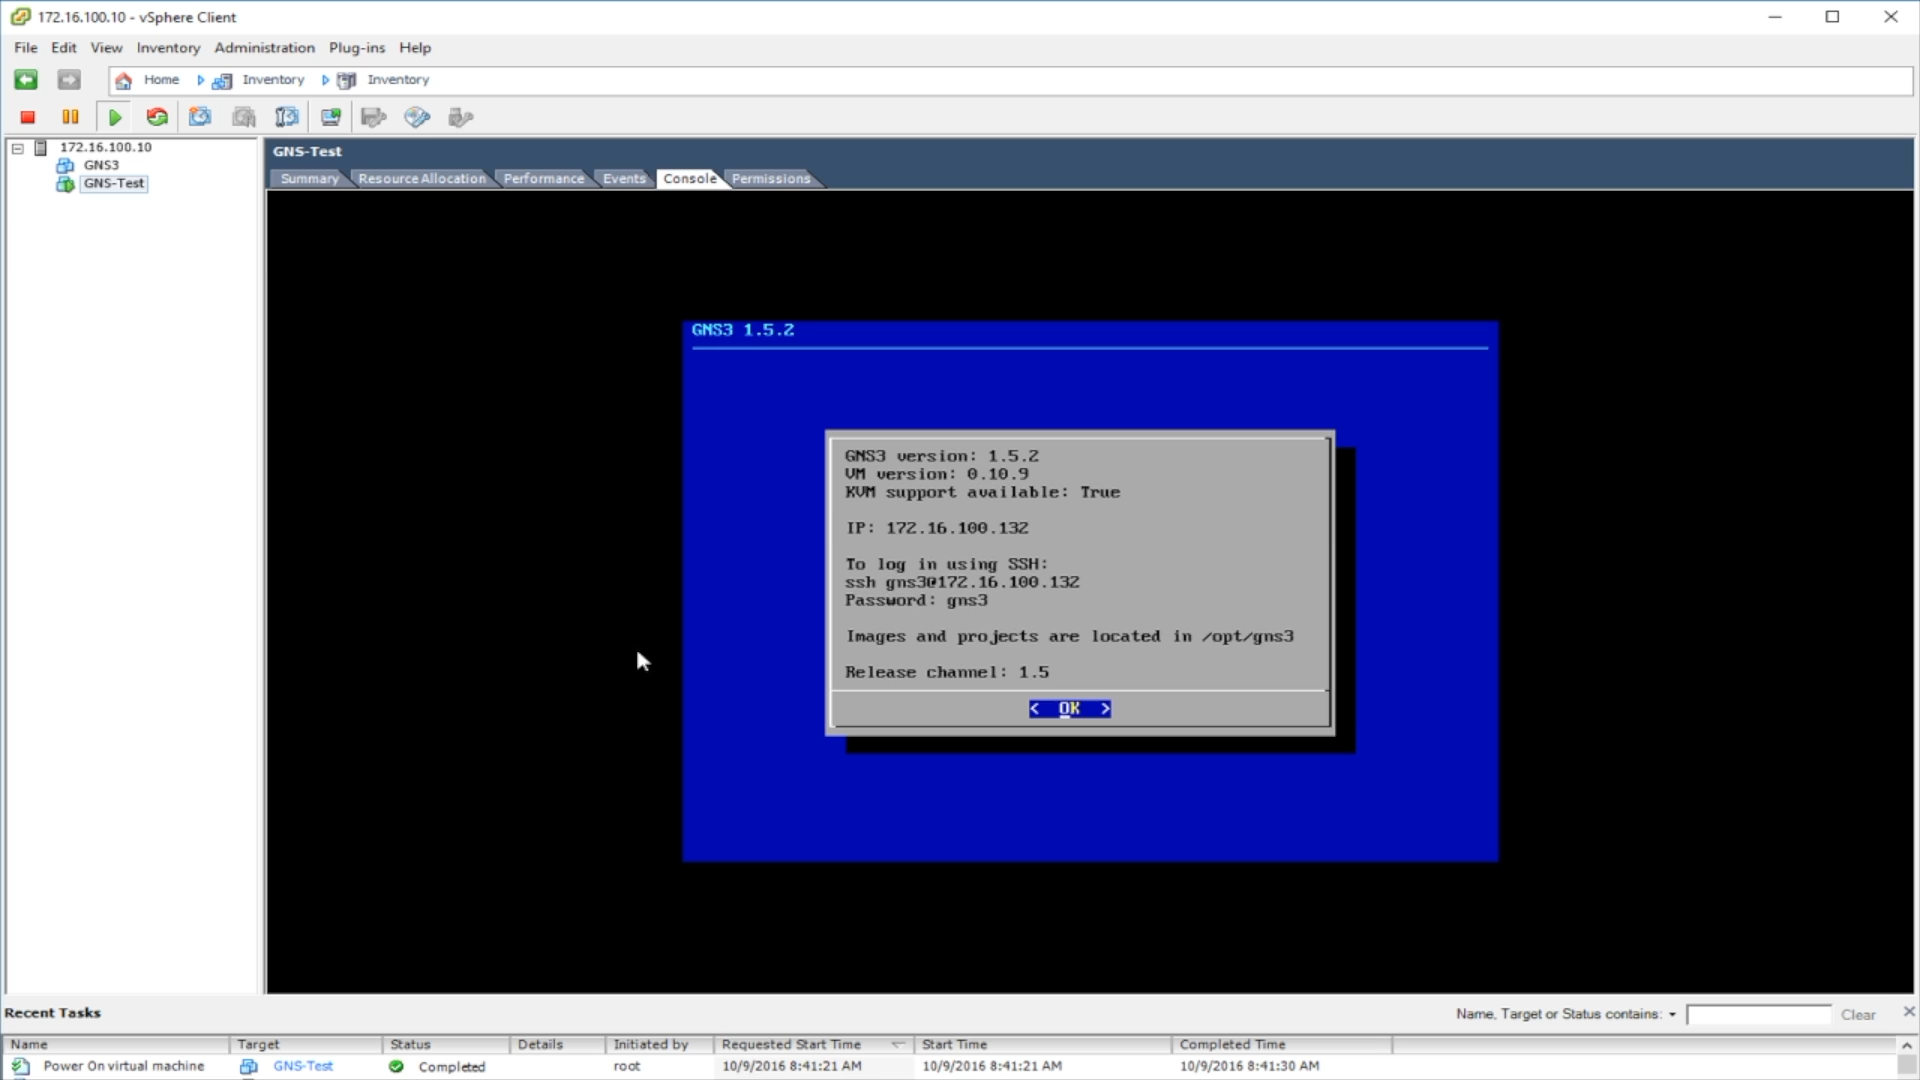 172.16.100.10 - vSphere Client
File Edit View Inventory Administration Plug-ins Help
Home Inventory Inventory
172.16.100.10
GNS3
GNS-Test
GNS-Test
Summary Resource Allocation Performance Events Console Permissions
GNS3 1.5.2
GNS3 version: 1.5.2
VM version: 0.10.9
KVM support available: True
IP: 172.16.100.132
To log in using SSH:
ssh gns3@172.16.100.132
Password: gns3
Images and projects are located in /opt/gns3
Release channel: 1.5
< OK >
Recent Tasks
Name, Target or Status contains: Clear
Name Target Status Details Initiated by Requested Start Time Start Time Completed Time
Power On virtual machine GNS-Test Completed root 10/9/2016 8:41:21 AM 10/9/2016 8:41:21 AM 10/9/2016 8:41:30 AM